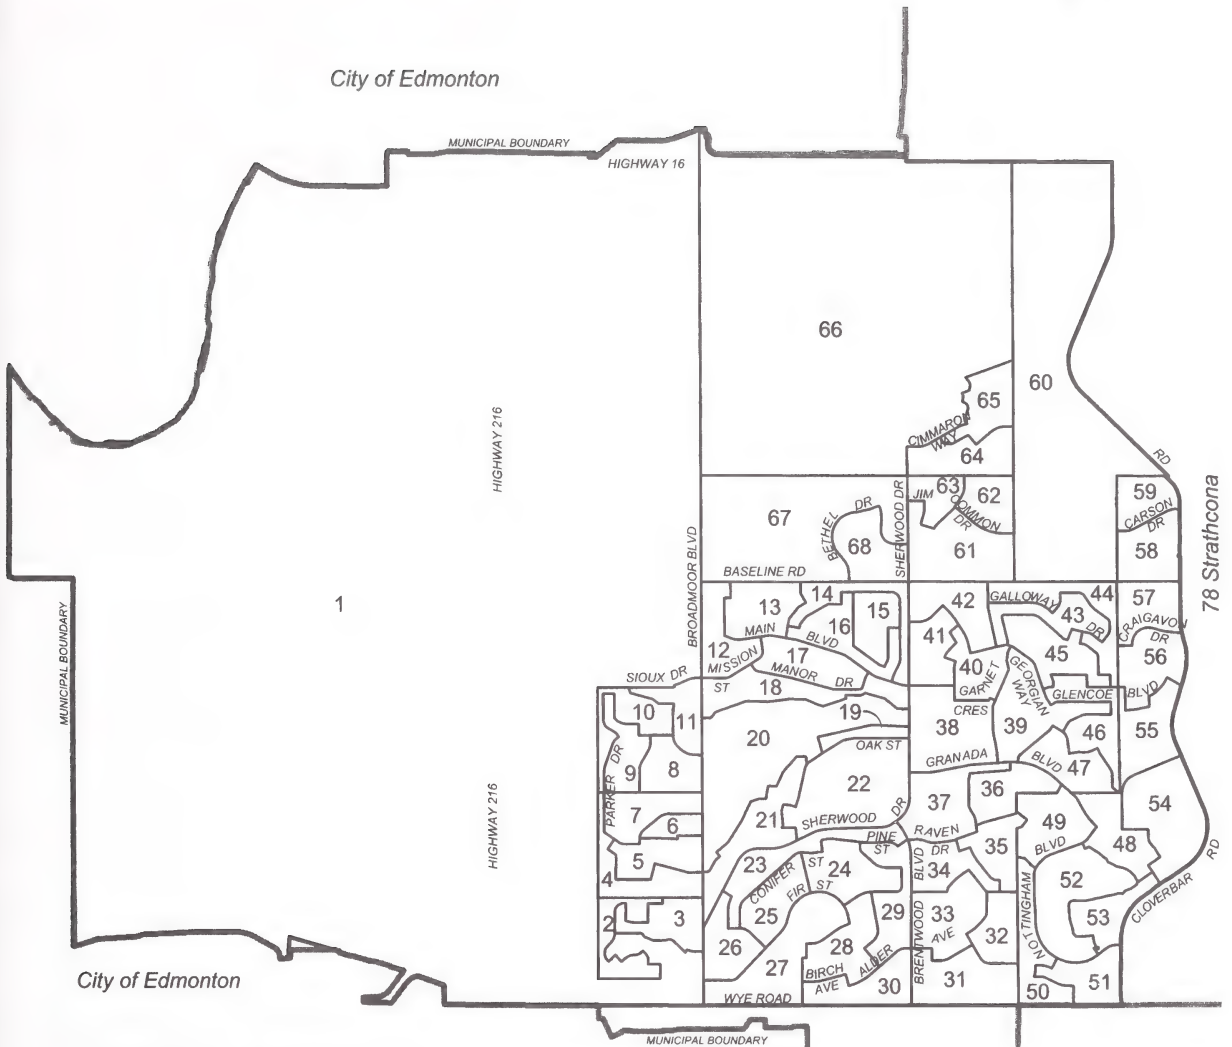 City of Edmonton
MUNICIPAL BOUNDARY
HIGHWAY 16
66
60
65
CIMMARON
WAY
64
RD
HIGHWAY 216
63
62
JIM
COMMON
DR
59
CARSON
DR
78 Strathcona
67
BETHEL
DR
68
SHERWOOD DR
61
58
BROADMOOR BLVD
BASELINE RD
1
MUNICIPAL BOUNDARY
13
14
15
16
42
GALLOWAY
DR
43
44
57
CRAIGAVON
DR
MAIN
BLVD
41
12
MISSION
ST
17
MANOR
DR
40
GARNET
CRES
GEORGIAN
WAY
45
56
SIOUX DR
18
GLENCOE
BLVD
10
11
19
38
39
46
55
20
OAK ST
GRANADA
BLVD
PARKER
DR
9
8
47
HIGHWAY 216
22
36
54
7
6
21
SHERWOOD
DR
37
49
PINE
ST
RAVEN
DR
BLVD
48
5
23
CONIFER
ST
24
BRENTWOOD
BLVD
34
35
RD
4
FIR
ST
52
2
3
25
29
33
AVE
TTINGHAM
53
CLOVERBAR
26
28
ALDER
32
City of Edmonton
27
BIRCH
AVE
30
31
50
51
WYE ROAD
MUNICIPAL BOUNDARY